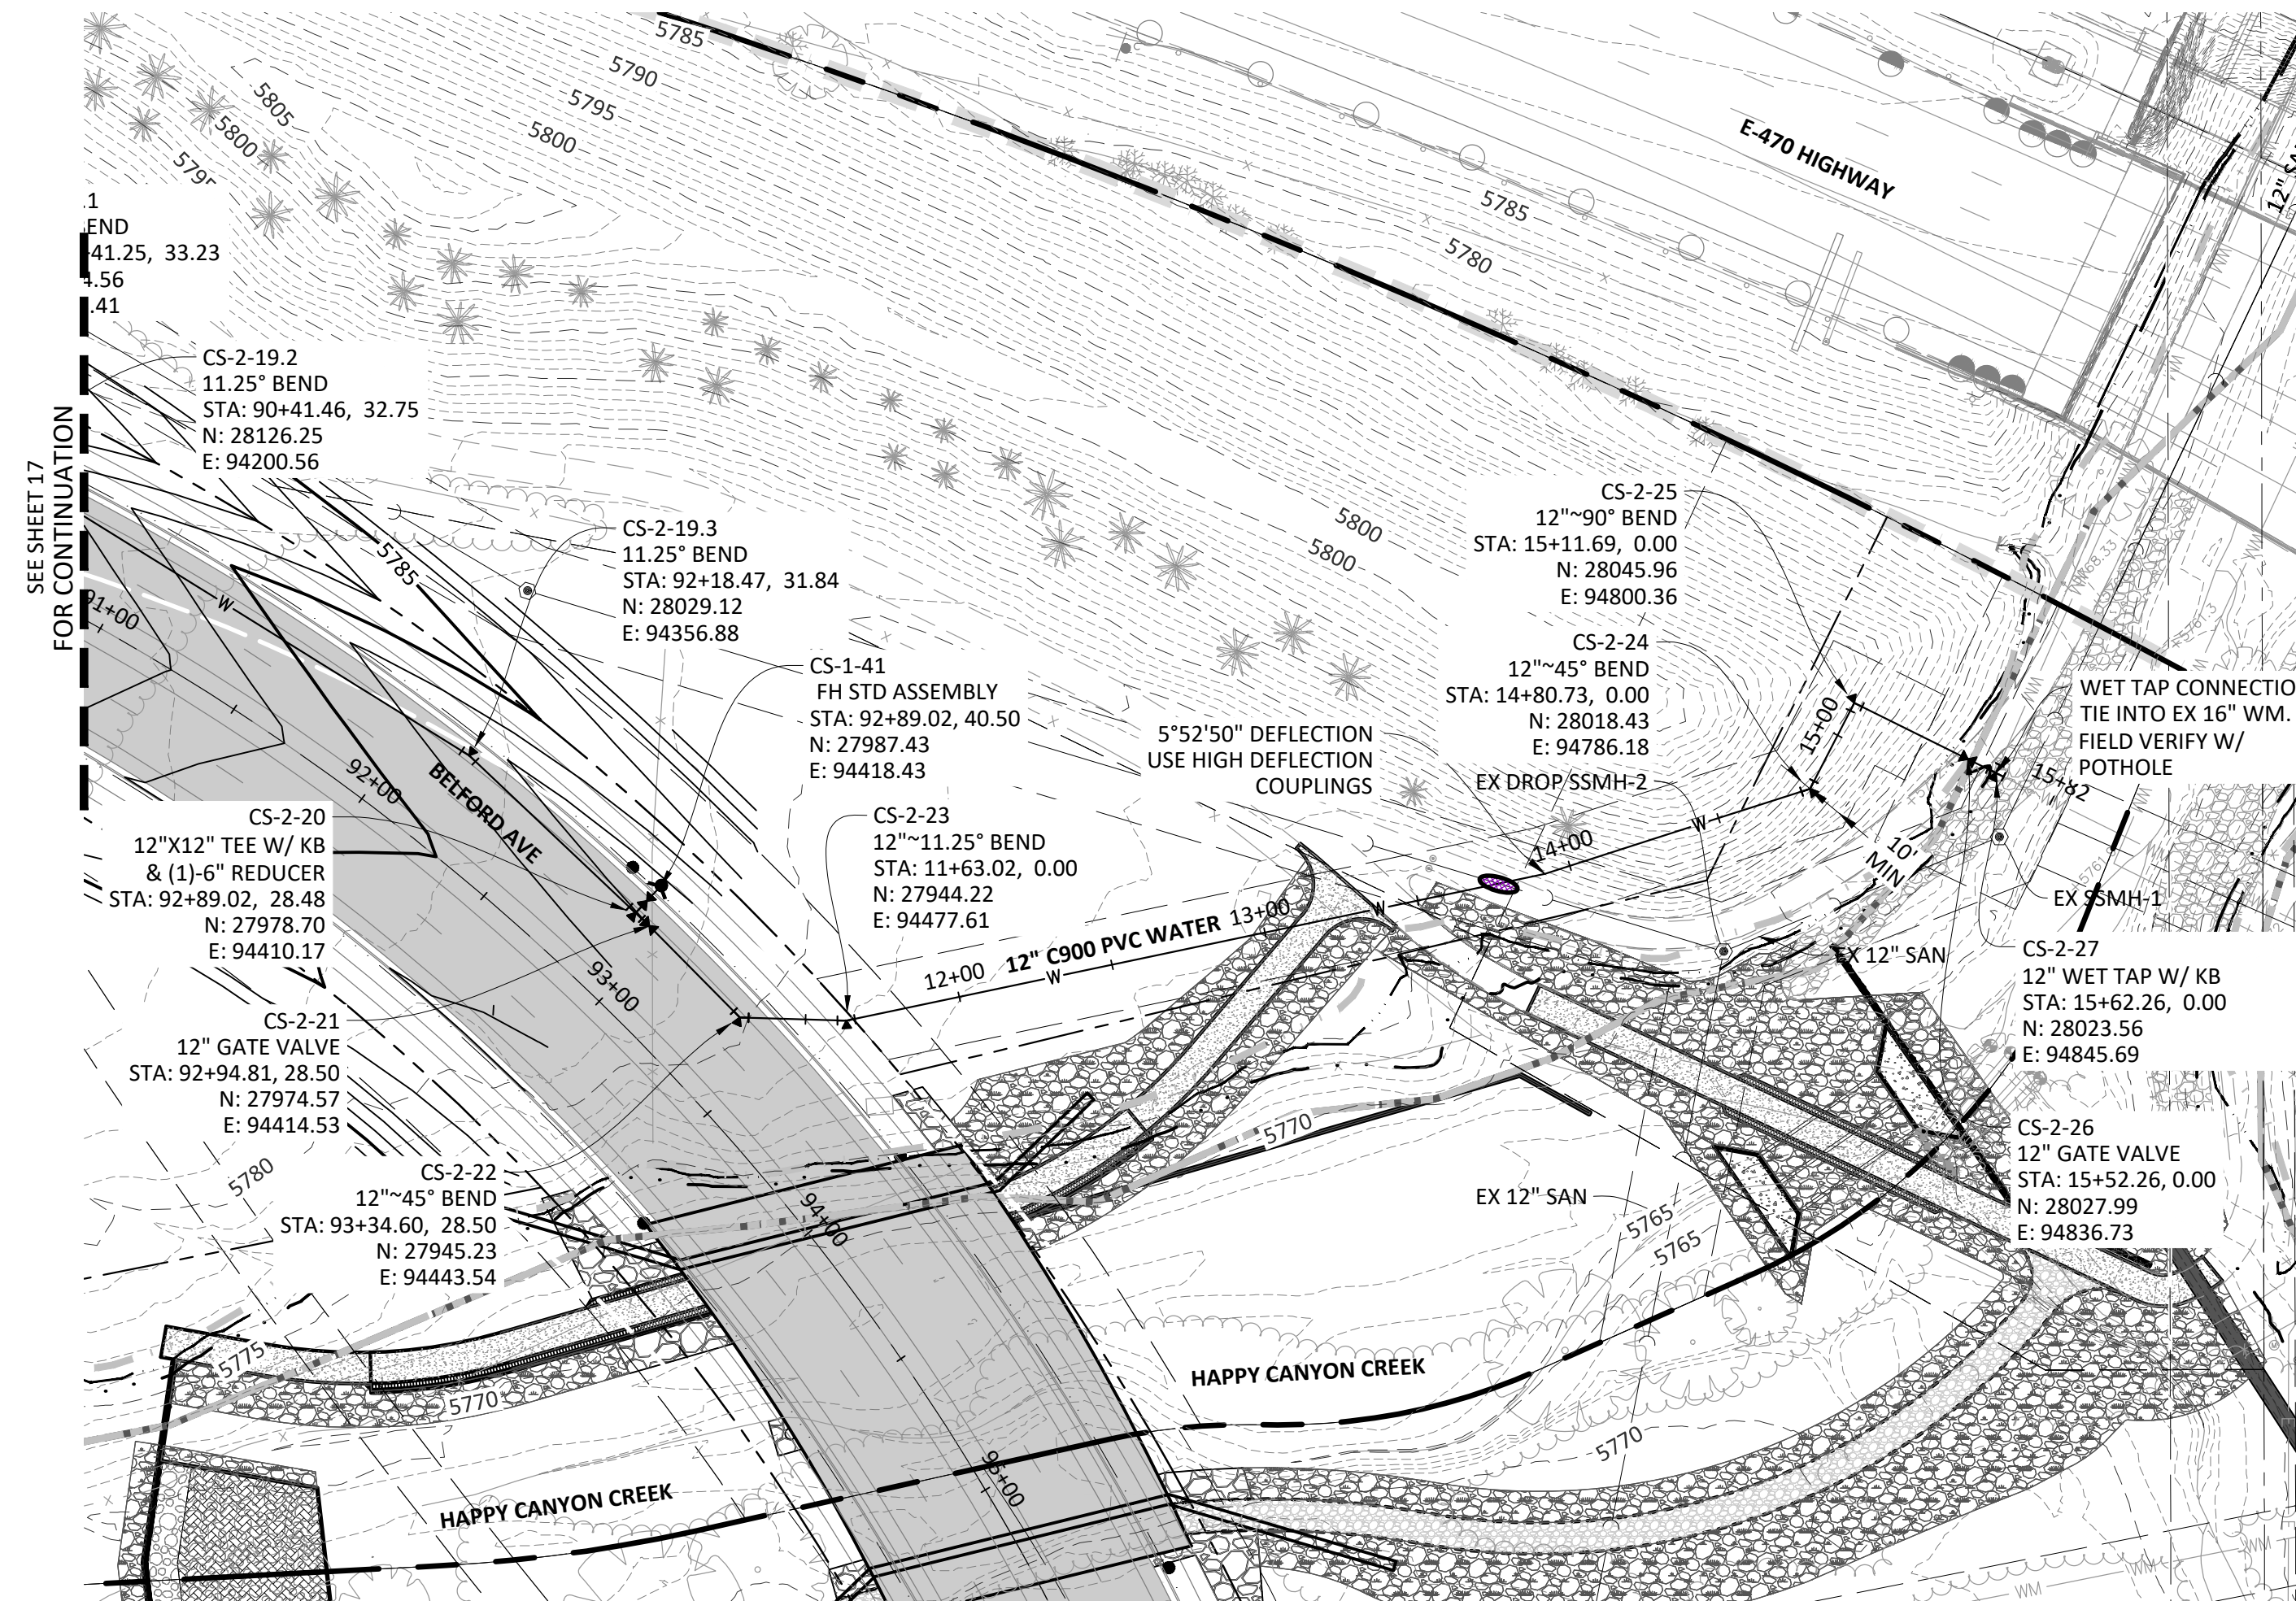 5785
5790
5795
5800
5805
5800
E-470 HIGHWAY
5785
5780
12"
.1
END
41.25, 33.23
.56
.41
CS-2-19.2
11.25° BEND
STA: 90+41.46, 32.75
N: 28126.25
E: 94200.56
SEE SHEET 17
FOR CONTINUATION
5785
CS-2-19.3
11.25° BEND
STA: 92+18.47, 31.84
N: 28029.12
E: 94356.88
5800
5800
CS-2-25
12"~90° BEND
STA: 15+11.69, 0.00
N: 28045.96
E: 94800.36
91+00
W
CS-1-41
FH STD ASSEMBLY
STA: 92+89.02, 40.50
N: 27987.43
E: 94418.43
CS-2-24
12"~45° BEND
STA: 14+80.73, 0.00
N: 28018.43
E: 94786.18
5°52'50" DEFLECTION
USE HIGH DEFLECTION
COUPLINGS
EX DROP SSMH-2
15+00
WET TAP CONNECTIO
TIE INTO EX 16" WM.
FIELD VERIFY W/
POTHOLE
15+82
92+00
BELFORD AVE
CS-2-20
12"X12" TEE W/ KB
& (1)-6" REDUCER
STA: 92+89.02, 28.48
N: 27978.70
E: 94410.17
CS-2-23
12"~11.25° BEND
STA: 11+63.02, 0.00
N: 27944.22
E: 94477.61
W
14+00
10'
MIN
EX SSMH-1
12+00
12" C900 PVC WATER
13+00
W
W
EX 12" SAN
93+00
CS-2-27
12" WET TAP W/ KB
STA: 15+62.26, 0.00
N: 28023.56
E: 94845.69
CS-2-21
12" GATE VALVE
STA: 92+94.81, 28.50
N: 27974.57
E: 94414.53
5770
CS-2-26
12" GATE VALVE
STA: 15+52.26, 0.00
N: 28027.99
E: 94836.73
5780
CS-2-22
12"~45° BEND
STA: 93+34.60, 28.50
N: 27945.23
E: 94443.54
94+00
EX 12" SAN
5765
5765
5775
5770
HAPPY CANYON CREEK
5770
95+00
HAPPY CANYON CREEK
WM
WM
WM